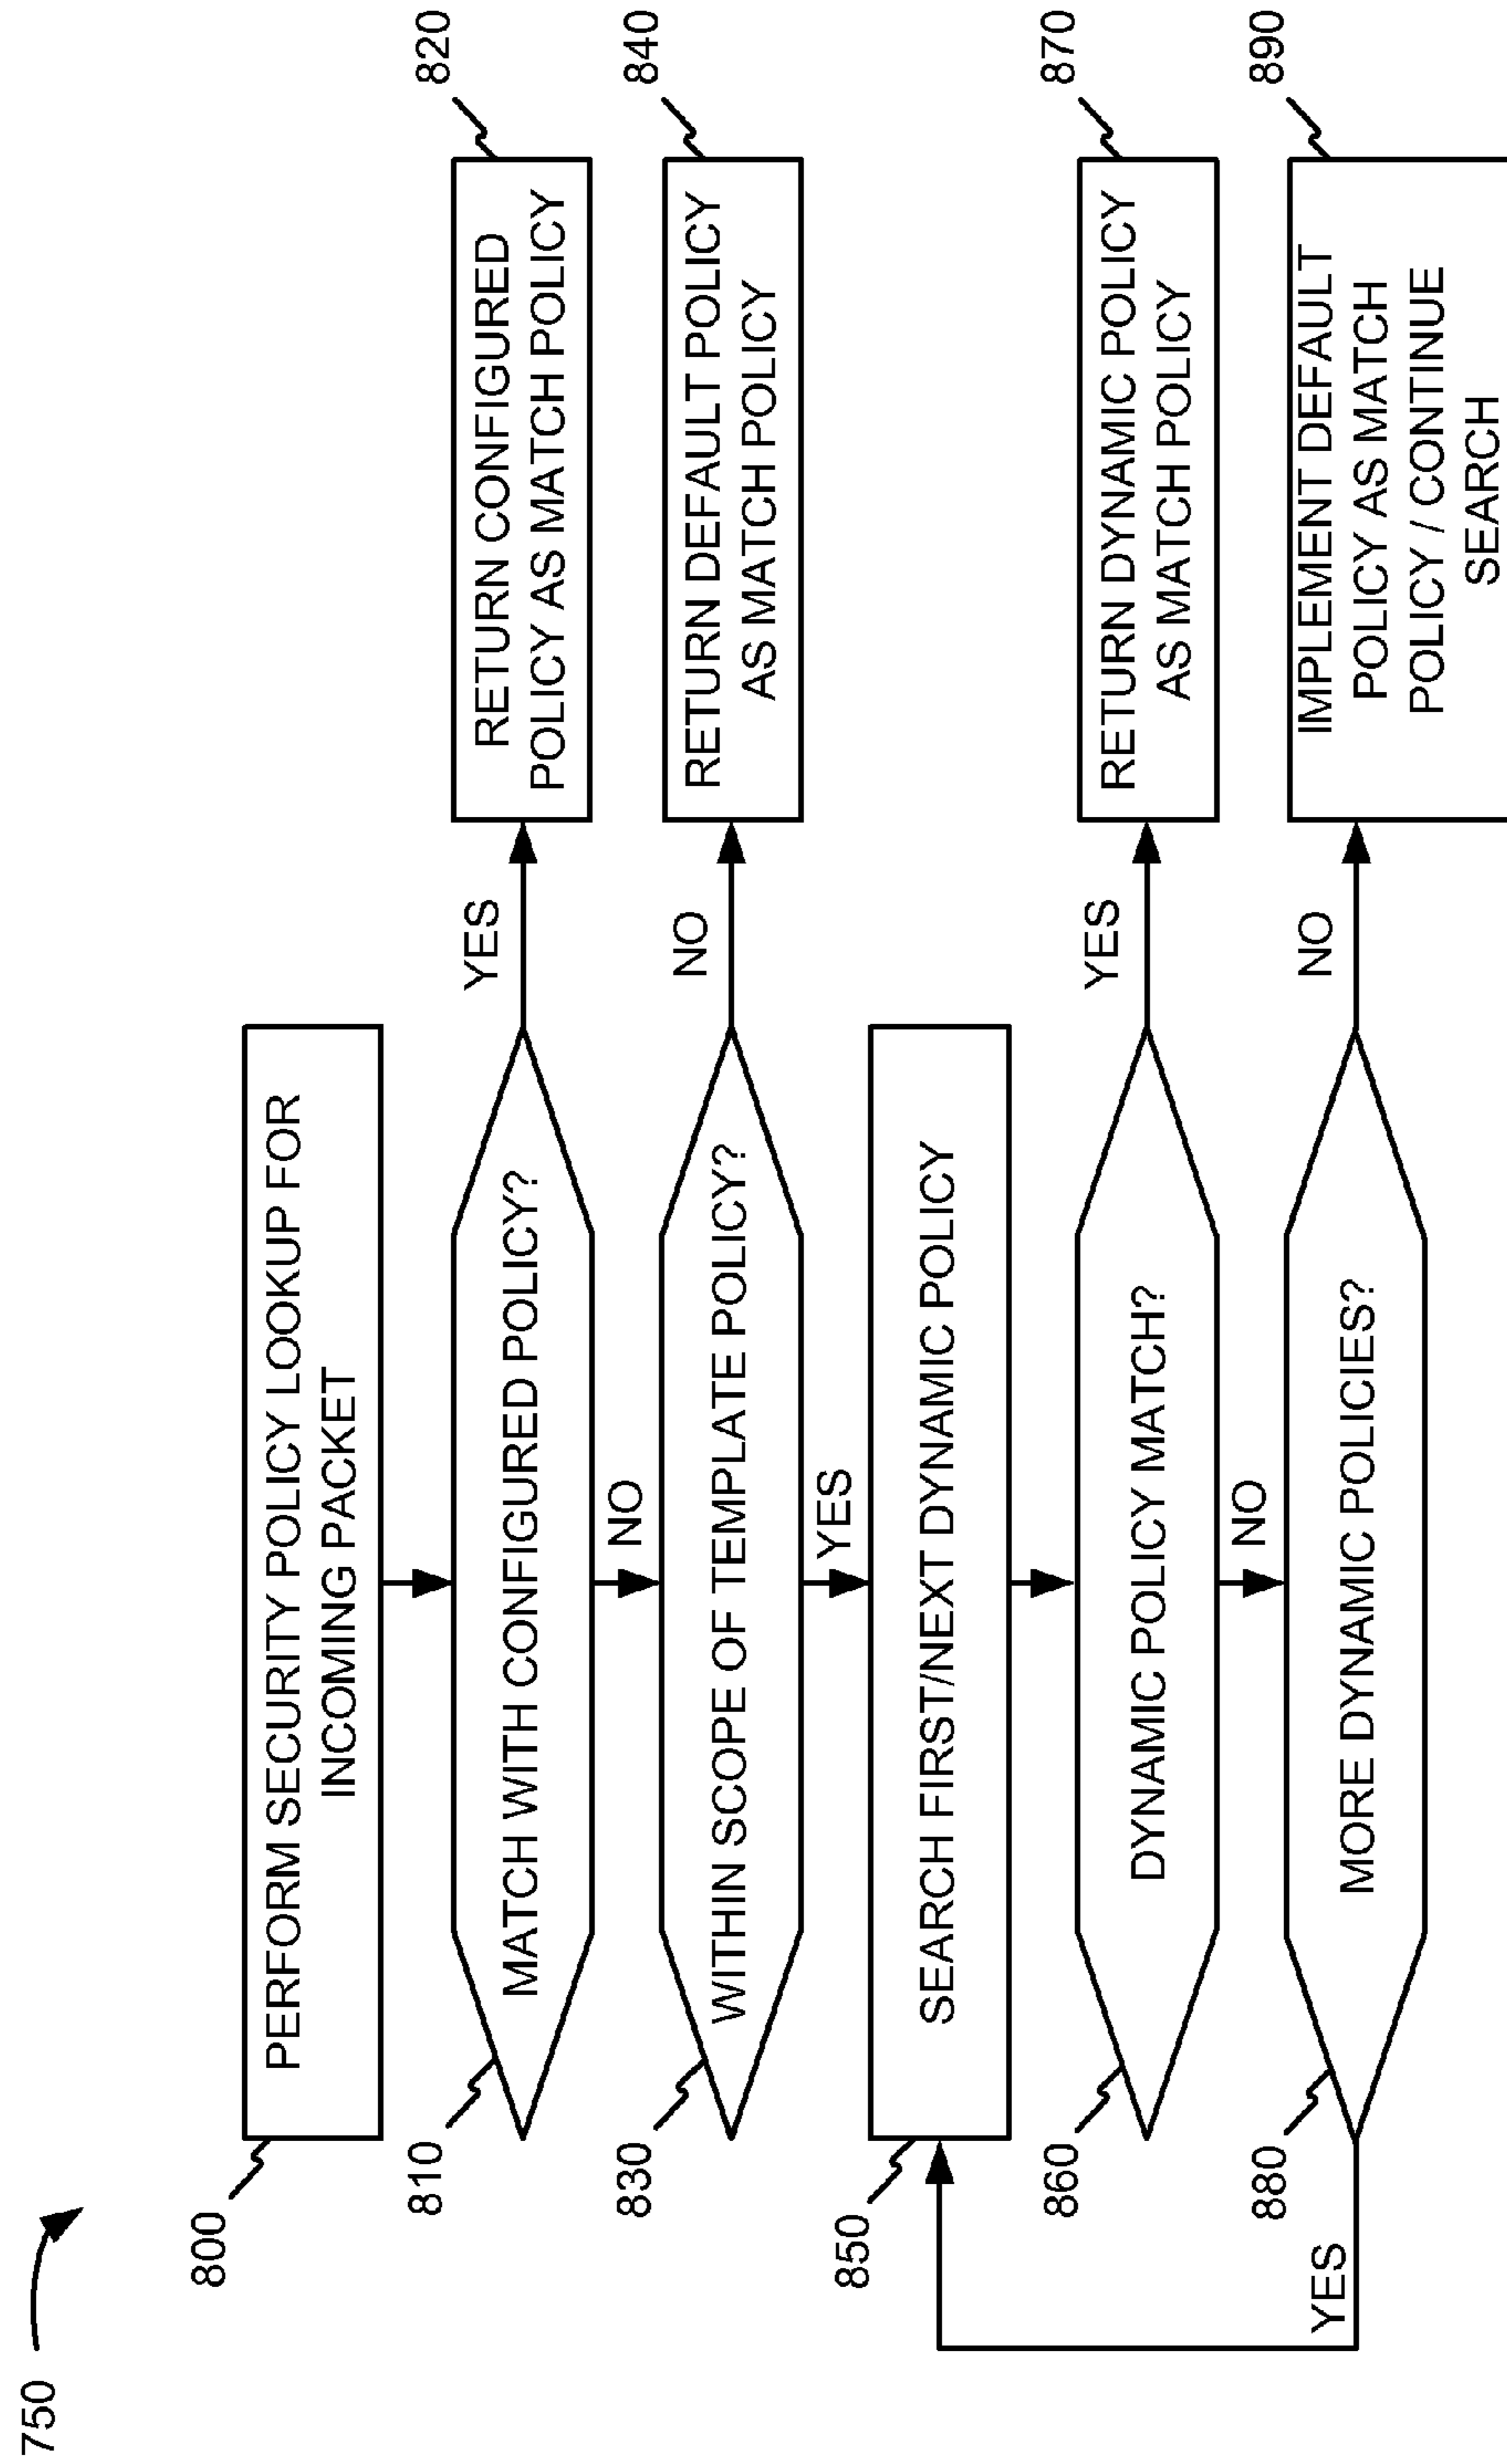 750
800
PERFORM SECURITY POLICY LOOKUP FOR
INCOMING PACKET
810
MATCH WITH CONFIGURED POLICY?
YES
820
RETURN CONFIGURED
POLICY AS MATCH POLICY
NO
830
WITHIN SCOPE OF TEMPLATE POLICY?
NO
840
RETURN DEFAULT POLICY
AS MATCH POLICY
YES
850
SEARCH FIRST/NEXT DYNAMIC POLICY
860
DYNAMIC POLICY MATCH?
YES
870
RETURN DYNAMIC POLICY
AS MATCH POLICY
NO
880
MORE DYNAMIC POLICIES?
YES
NO
890
IMPLEMENT DEFAULT
POLICY AS MATCH
POLICY / CONTINUE
SEARCH